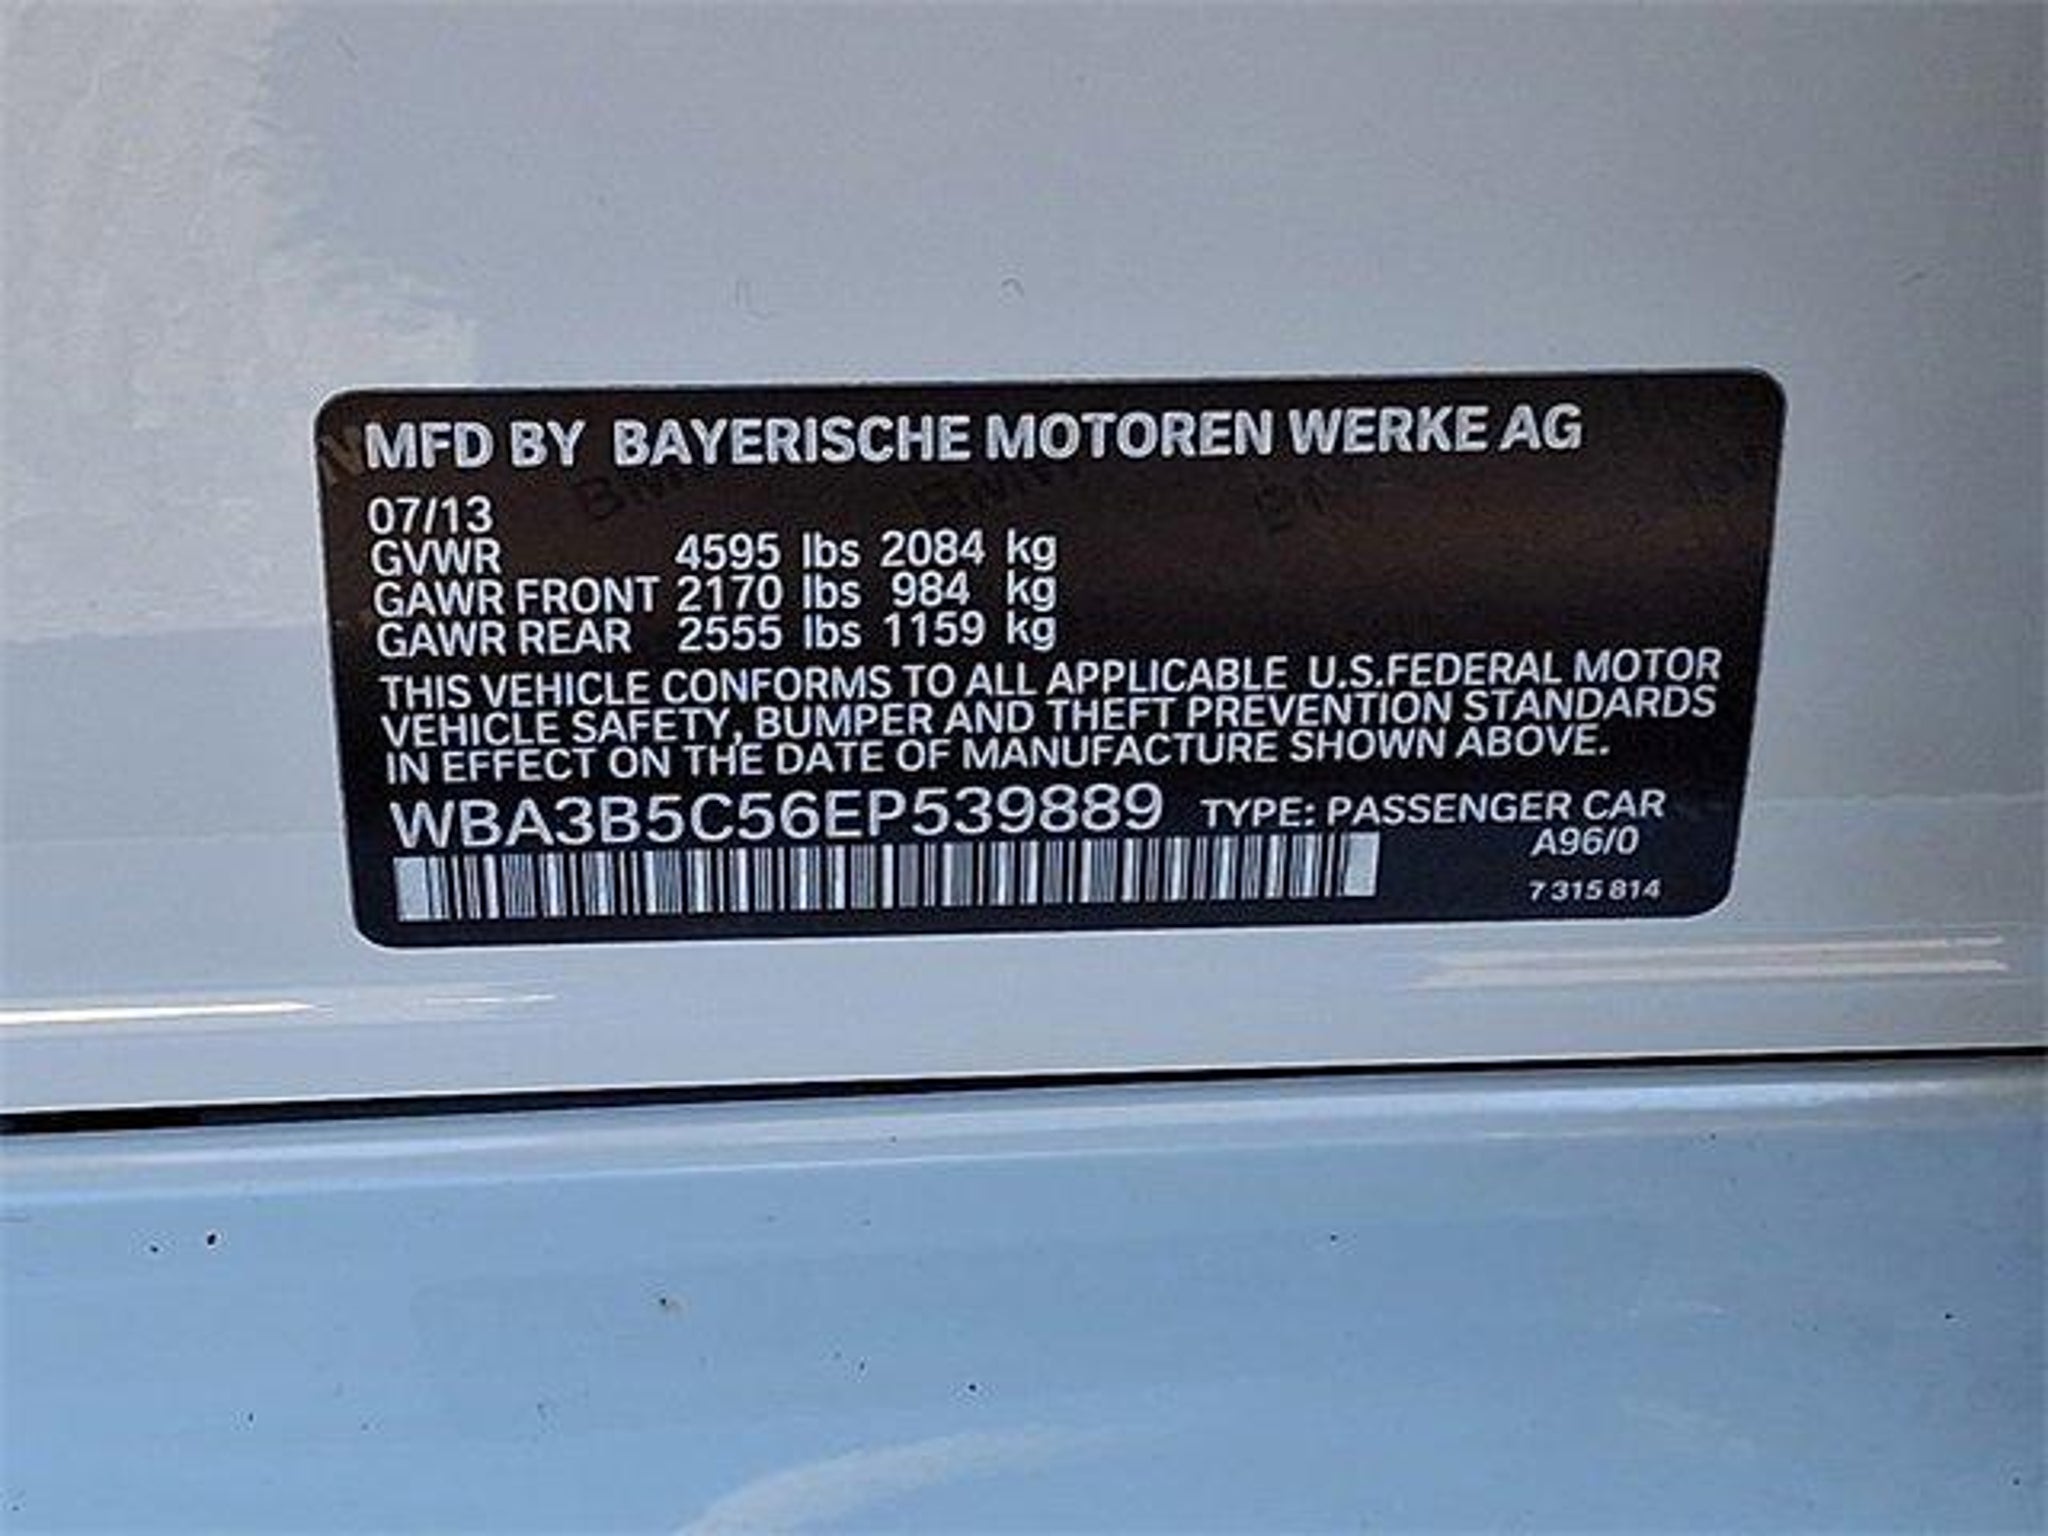 MFD BY BAYERISCHE MOTOREN WERKE AG
07/13
GVWR 4595 lbs 2084 kg
GAWR FRONT 2170 lbs 984 kg
GAWR REAR 2555 lbs 1159 kg
THIS VEHICLE CONFORMS TO ALL APPLICABLE U.S.FEDERAL MOTOR
VEHICLE SAFETY, BUMPER AND THEFT PREVENTION STANDARDS
IN EFFECT ON THE DATE OF MANUFACTURE SHOWN ABOVE.
WBA3B5C56EP539889 TYPE: PASSENGER CAR
A96/0
7 315 814